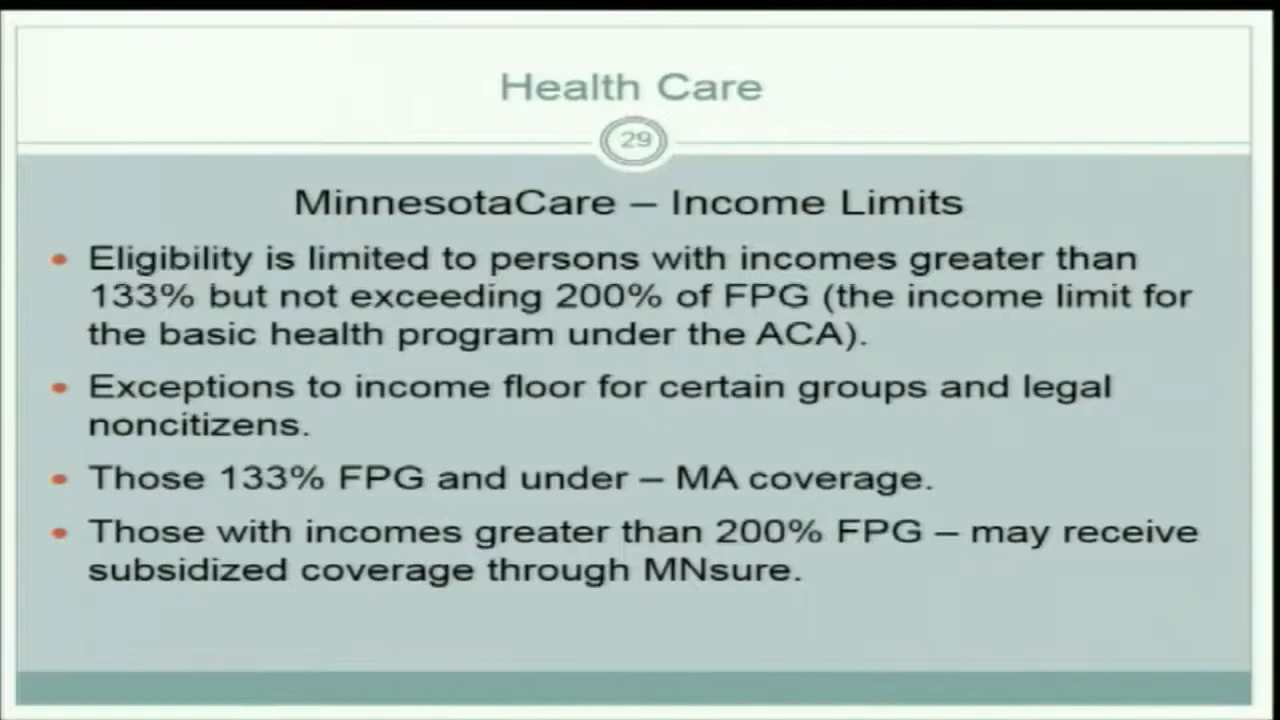 Health Care
29
MinnesotaCare – Income Limits
• Eligibility is limited to persons with incomes greater than
133% but not exceeding 200% of FPG (the income limit for
the basic health program under the ACA).
• Exceptions to income floor for certain groups and legal
noncitizens.
• Those 133% FPG and under – MA coverage.
• Those with incomes greater than 200% FPG – may receive
subsidized coverage through MNsure.